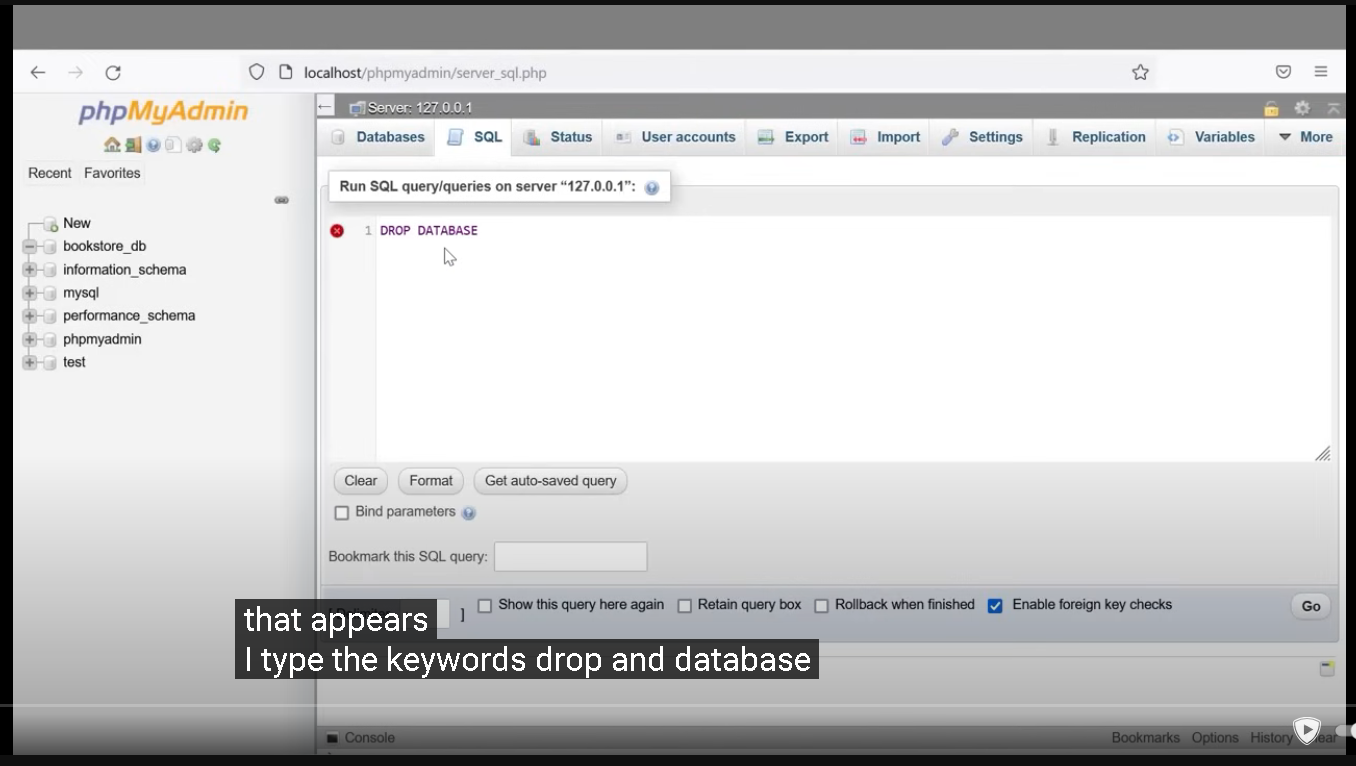 localhost/phpmyadmin/server_sql.php
phpMyAdmin
Recent Favorites
New
bookstore_db
information_schema
mysql
performance_schema
phpmyadmin
test
Server: 127.0.0.1
Databases SQL Status User accounts Export Import Settings Replication Variables More
Run SQL query/queries on server “127.0.0.1”:
1 DROP DATABASE
Clear Format Get auto-saved query
Bind parameters
Bookmark this SQL query:
[ ] Show this query here again Retain query box Rollback when finished Enable foreign key checks Go
that appears
I type the keywords drop and database
Console Bookmarks Options History